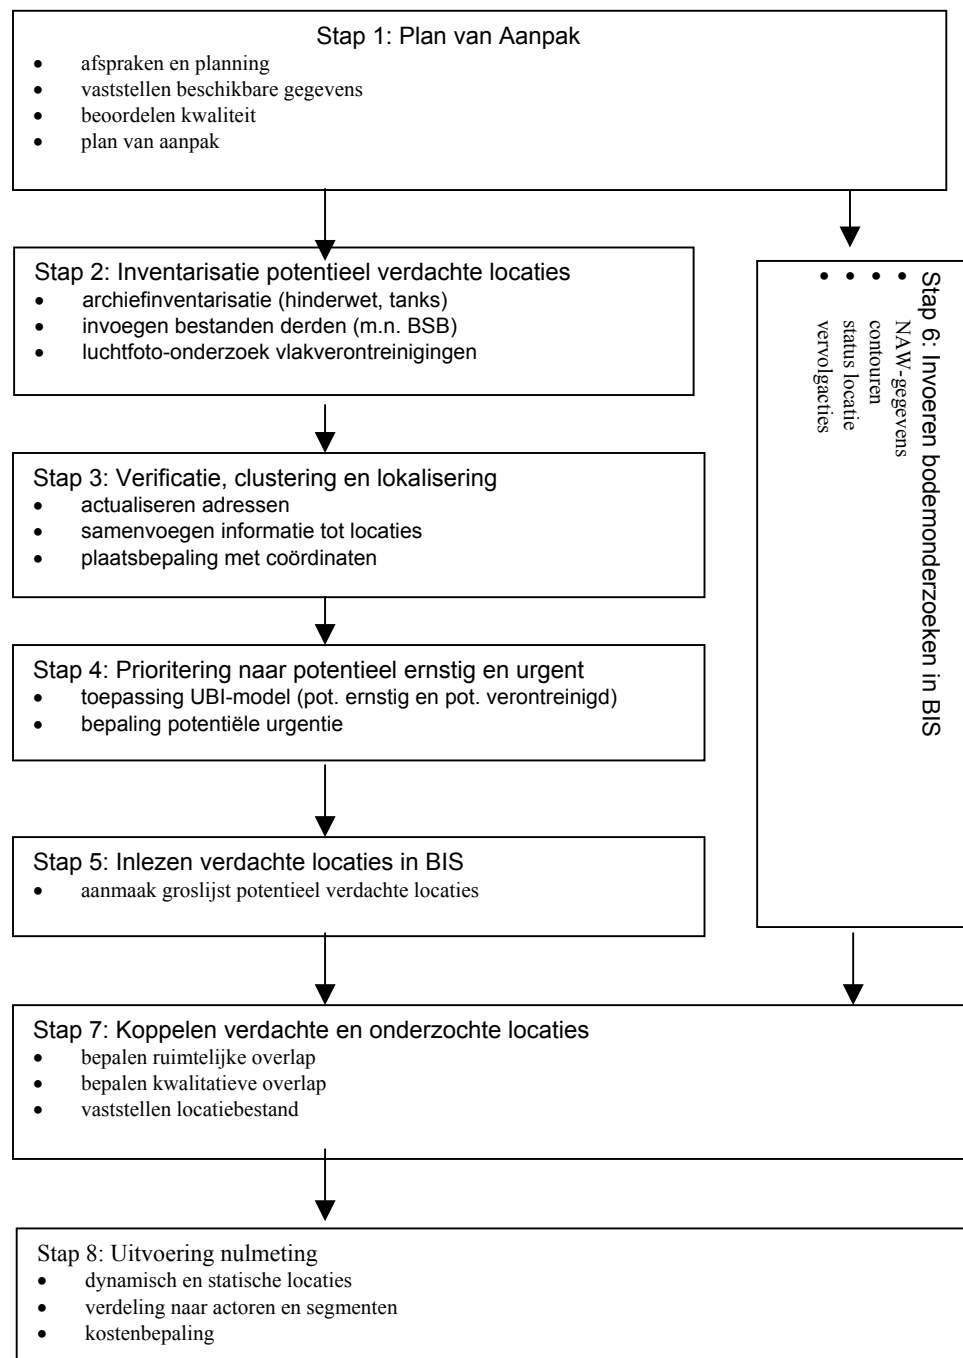 Stap 1: Plan van Aanpak
• afspraken en planning
• vaststellen beschikbare gegevens
• beoordelen kwaliteit
• plan van aanpak
Stap 2: Inventarisatie potentieel verdachte locaties
• archiefinventarisatie (hinderwet, tanks)
• invoegen bestanden derden (m.n. BSB)
• luchtfoto-onderzoek vlakverontreinigingen
Stap 3: Verificatie, clustering en lokalisering
• actualiseren adressen
• samenvoegen informatie tot locaties
• plaatsbepaling met coördinaten
Stap 4: Prioritering naar potentieel ernstig en urgent
• toepassing UBI-model (pot. ernstig en pot. verontreinigd)
• bepaling potentiële urgentie
Stap 5: Inlezen verdachte locaties in BIS
• aanmaak groslijst potentieel verdachte locaties
Stap 6: Invoeren bodemonderzoeken in BIS
• NAW-gegevens
• contouren
• status locatie
• vervolgacties
Stap 7: Koppelen verdachte en onderzochte locaties
• bepalen ruimtelijke overlap
• bepalen kwalitatieve overlap
• vaststellen locatiebestand
Stap 8: Uitvoering nulmeting
• dynamisch en statische locaties
• verdeling naar actoren en segmenten
• kostenbepaling